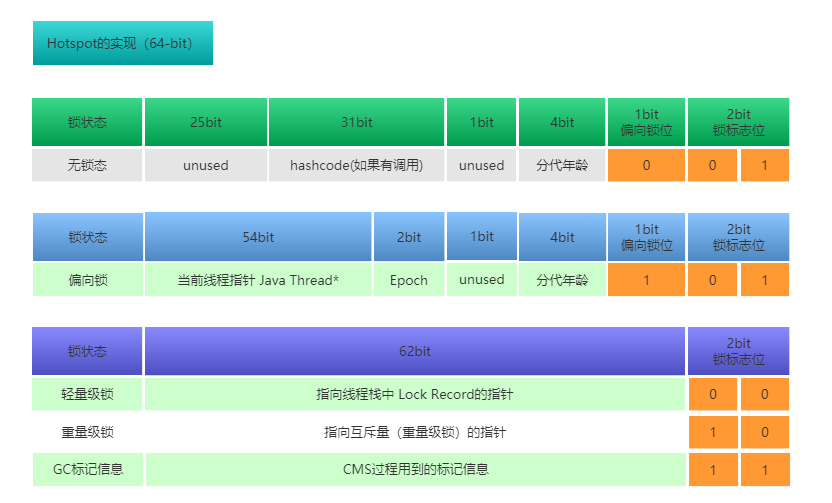 Hotspot的实现（64-bit）
锁状态 25bit 31bit 1bit 4bit 1bit 偏向锁位 2bit 锁标志位
无锁态 unused hashcode(如果有调用) unused 分代年龄 0 0 1
锁状态 54bit 2bit 1bit 4bit 1bit 偏向锁位 2bit 锁标志位
偏向锁 当前线程指针 Java Thread* Epoch unused 分代年龄 1 0 1
锁状态 62bit 2bit 锁标志位
轻量级锁 指向线程栈中 Lock Record的指针 0 0
重量级锁 指向互斥量（重量级锁）的指针 1 0
GC标记信息 CMS过程用到的标记信息 1 1